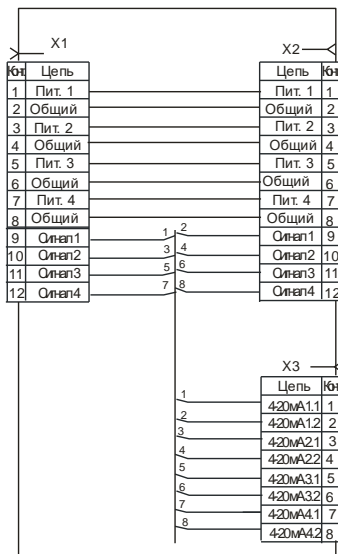 X1
X2
Кнт Цепь
Цепь Кнт
1 Пит. 1
Пит. 1 1
2 Общий
Общий 2
3 Пит. 2
Пит. 2 3
4 Общий
Общий 4
5 Пит. 3
Пит. 3 5
6 Общий
Общий 6
7 Пит. 4
Пит. 4 7
8 Общий
Общий 8
9 Сигнал1
1 2
Сигнал1 9
10 Сигнал2
3 4
Сигнал2 10
11 Сигнал3
5 6
Сигнал3 11
12 Сигнал4
7 8
Сигнал4 12
X3
Цепь Кнт
1 4-20мА1.1 1
2 4-20мА1.2 2
3 4-20мА2.1 3
4 4-20мА2.2 4
5 4-20мА3.1 5
6 4-20мА3.2 6
7 4-20мА4.1 7
8 4-20мА4.2 8